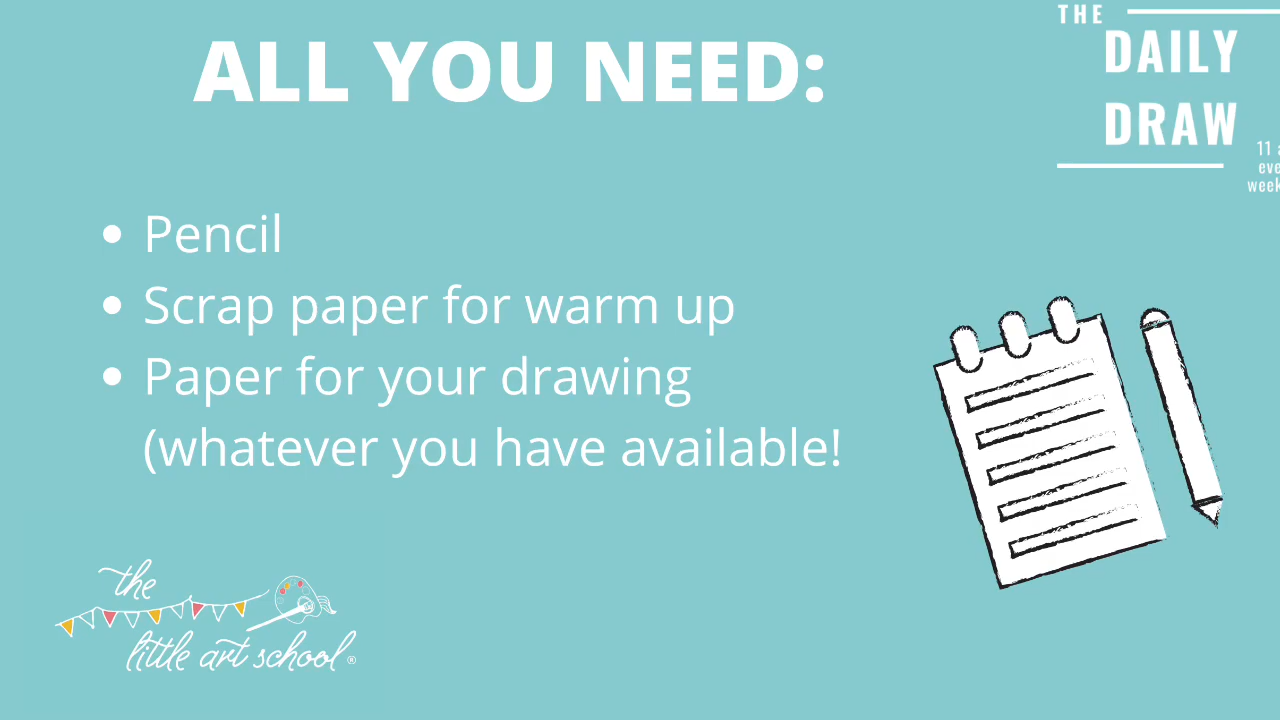 ALL YOU NEED:
THE
DAILY
DRAW
11
Pencil
Scrap paper for warm up
Paper for your drawing
(whatever you have available!
the
little art school®